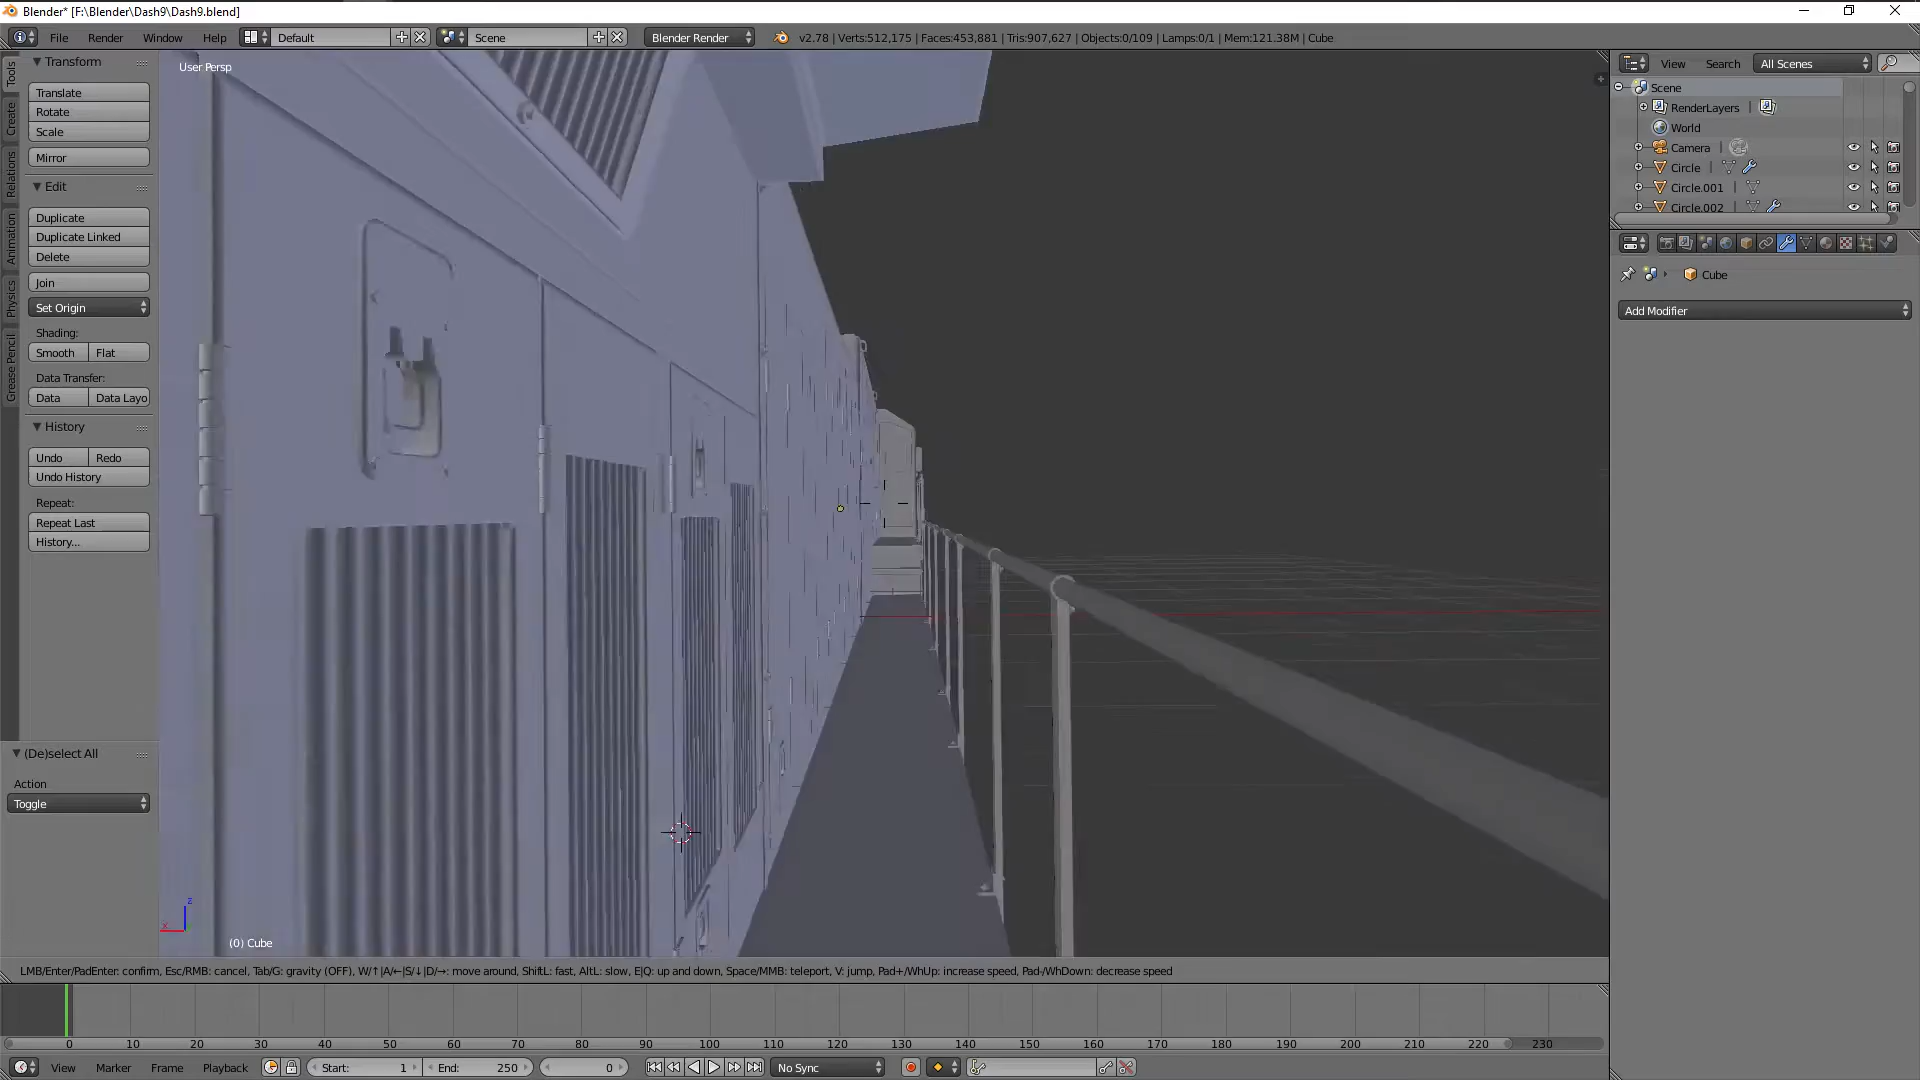 Blender* [F:\Blender\Dash9\Dash9.blend]
File Render Window Help Default Scene Blender Render v2.78 | Verts:512,175 | Faces:453,881 | Tris:907,627 | Objects:0/109 | Lamps:0/1 | Mem:121.38M | Cube
Tools
Create
Relations
Animation
Physics
Grease Pencil
Transform
Translate
Rotate
Scale
Mirror
Edit
Duplicate
Duplicate Linked
Delete
Join
Set Origin
Shading:
Smooth Flat
Data Transfer:
Data Data Layo
History
Undo Redo
Undo History
Repeat:
Repeat Last
History...
(De)select All
Action
Toggle
User Persp
z
x
(0) Cube
LMB/Enter/PadEnter: confirm, Esc/RMB: cancel, Tab/G: gravity (OFF), W/↑|A/←|S/↓|D/→: move around, ShiftL: fast, AltL: slow, E|Q: up and down, Space/MMB: teleport, V: jump, Pad+/WhUp: increase speed, Pad-/WhDown: decrease speed
View Search All Scenes
Scene
RenderLayers
World
Camera
Circle
Circle.001
Circle.002
Cube
Add Modifier
0 10 20 30 40 50 60 70 80 90 100 110 120 130 140 150 160 170 180 190 200 210 220 230
View Marker Frame Playback Start: 1 End: 250 0 No Sync